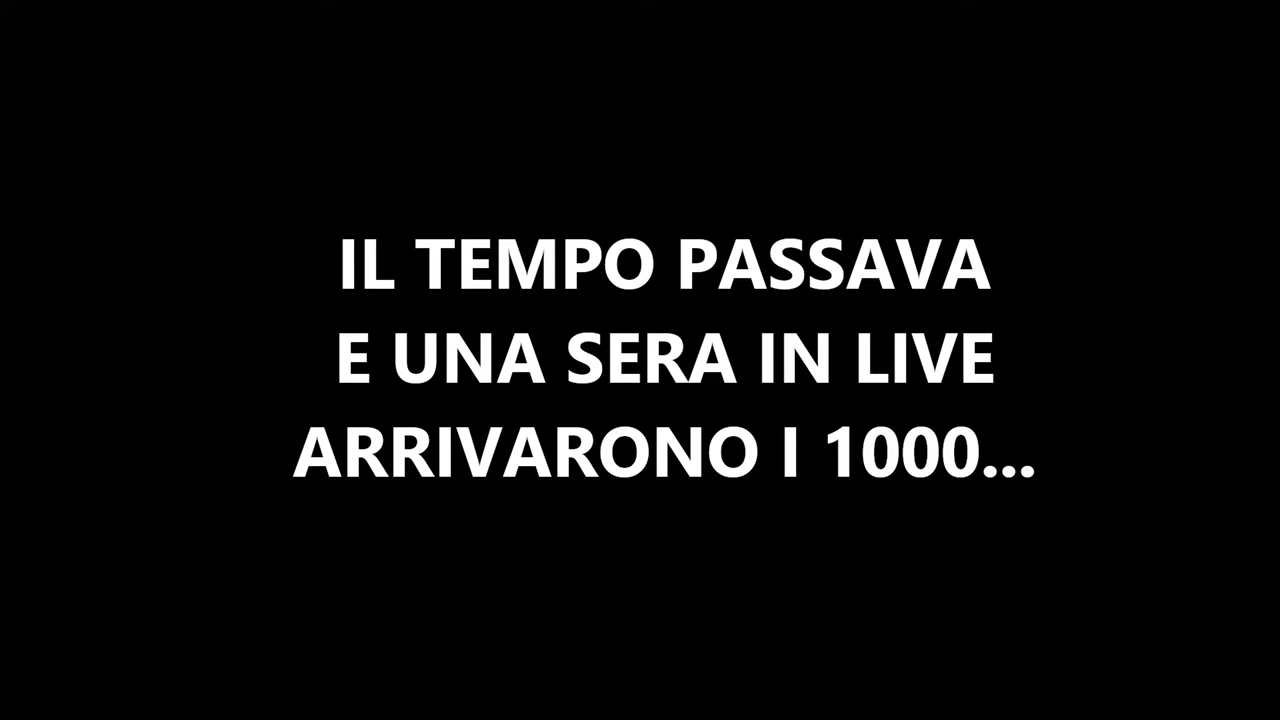 IL TEMPO PASSAVA
E UNA SERA IN LIVE
ARRIVARONO I 1000...